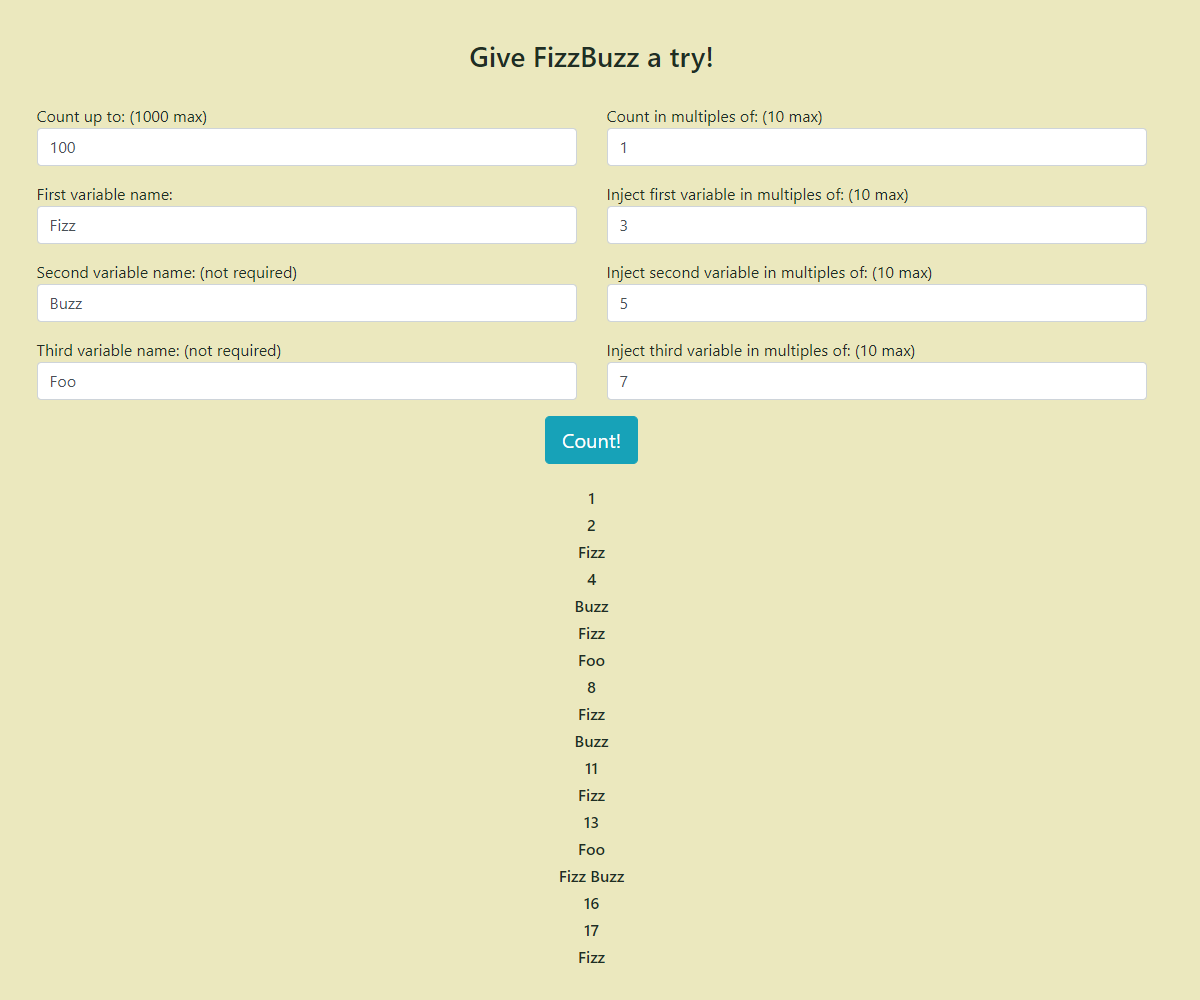 Give FizzBuzz a try!
Count up to: (1000 max)
Count in multiples of: (10 max)
100
1
First variable name:
Inject first variable in multiples of: (10 max)
Fizz
3
Second variable name: (not required)
Inject second variable in multiples of: (10 max)
Buzz
5
Third variable name: (not required)
Inject third variable in multiples of: (10 max)
Foo
7
Count!
1
2
Fizz
4
Buzz
Fizz
Foo
8
Fizz
Buzz
11
Fizz
13
Foo
Fizz Buzz
16
17
Fizz